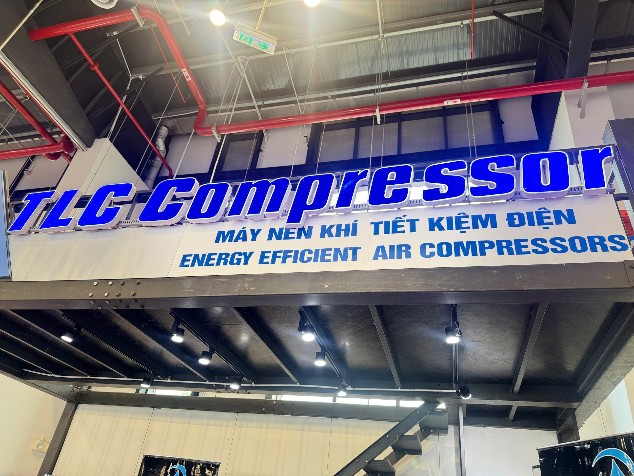 TLC Compressor
MÁY NÉN KHÍ TIẾT KIỆM ĐIỆN
ENERGY EFFICIENT AIR COMPRESSORS